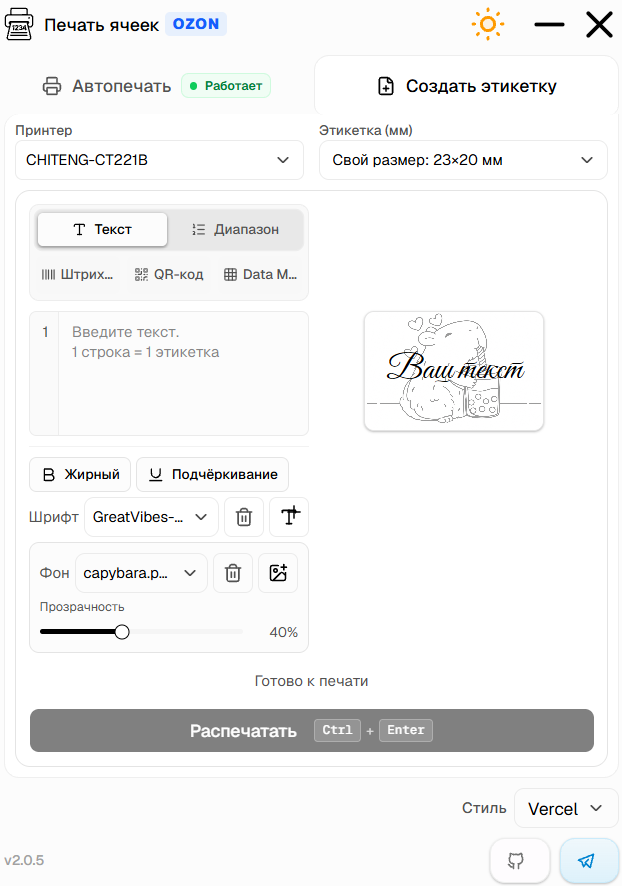 Печать ячеек OZON
Автопечать Работает
Создать этикетку
Принтер
Этикетка (мм)
CHITENG-CT221B
Свой размер: 23×20 мм
Текст
Диапазон
Штрих...
QR-код
Data M...
1
Введите текст.
1 строка = 1 этикетка
Ваш текст
Жирный
Подчёркивание
Шрифт GreatVibes-...
Фон capybara.p...
Прозрачность
40%
Готово к печати
Распечатать Ctrl + Enter
Стиль Vercel
v2.0.5